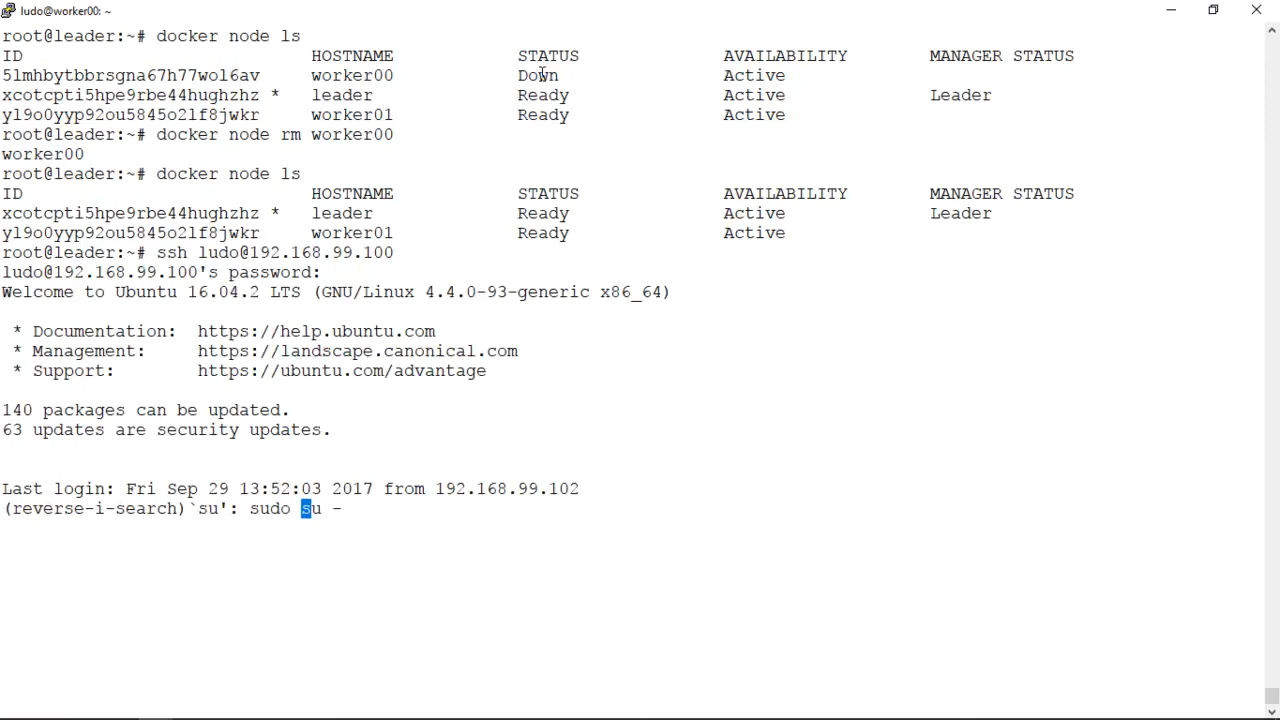 ludo@worker00: ~
root@leader:~# docker node ls
ID HOSTNAME STATUS AVAILABILITY MANAGER STATUS
5lmhbytbbrsgna67h77wol6av worker00 Down Active
xcotcpti5hpe9rbe44hughzhz * leader Ready Active Leader
yl9o0yyp92ou5845o2lf8jwkr worker01 Ready Active
root@leader:~# docker node rm worker00
worker00
root@leader:~# docker node ls
ID HOSTNAME STATUS AVAILABILITY MANAGER STATUS
xcotcpti5hpe9rbe44hughzhz * leader Ready Active Leader
yl9o0yyp92ou5845o2lf8jwkr worker01 Ready Active
root@leader:~# ssh ludo@192.168.99.100
ludo@192.168.99.100's password:
Welcome to Ubuntu 16.04.2 LTS (GNU/Linux 4.4.0-93-generic x86_64)
* Documentation: https://help.ubuntu.com
* Management: https://landscape.canonical.com
* Support: https://ubuntu.com/advantage
140 packages can be updated.
63 updates are security updates.
Last login: Fri Sep 29 13:52:03 2017 from 192.168.99.102
(reverse-i-search)`su': sudo su -